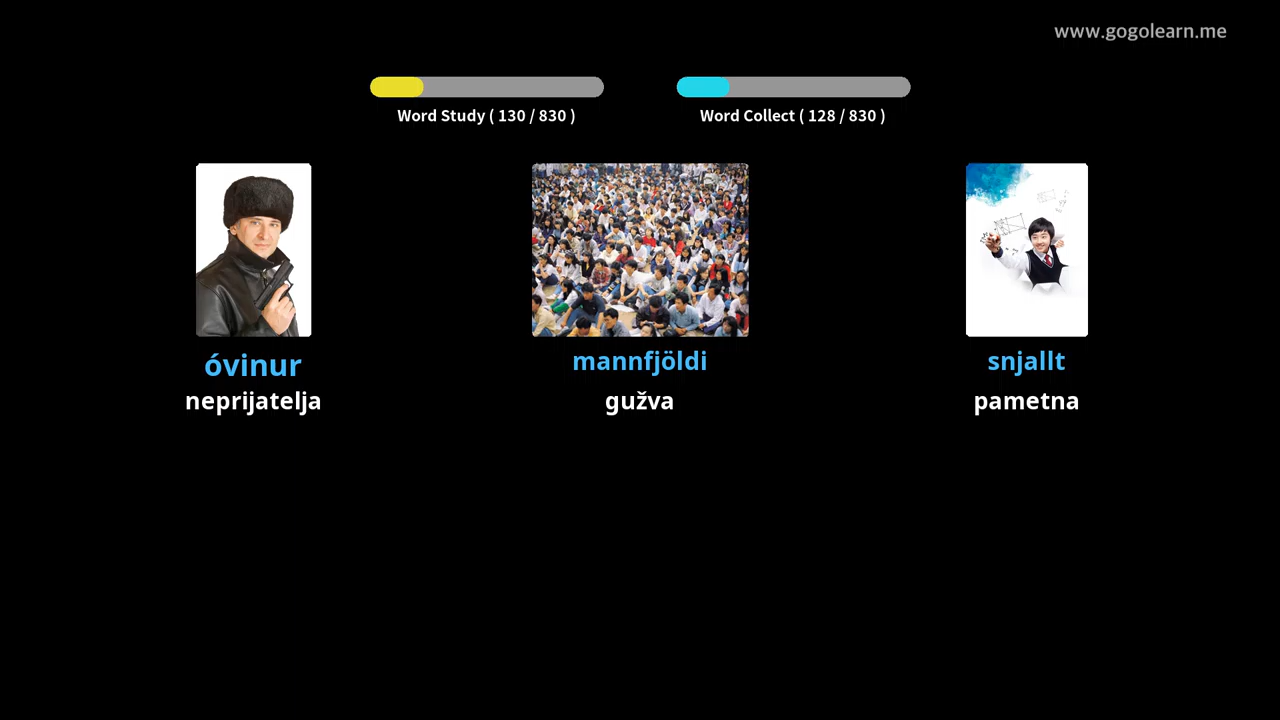 www.gogolearn.me
Word Study ( 130 / 830 )
Word Collect ( 128 / 830 )
óvinur
neprijatelja
mannfjöldi
gužva
snjallt
pametna